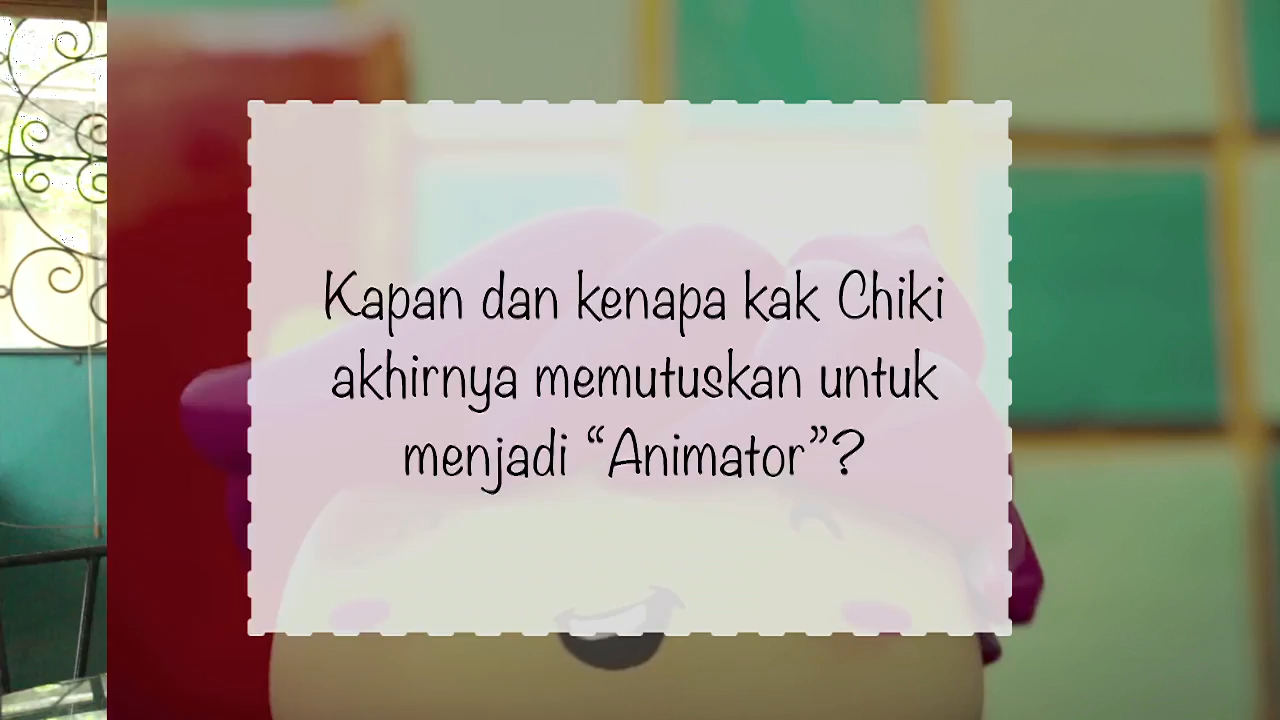 Kapan dan kenapa kak Chiki
akhirnya memutuskan untuk
menjadi “Animator”?